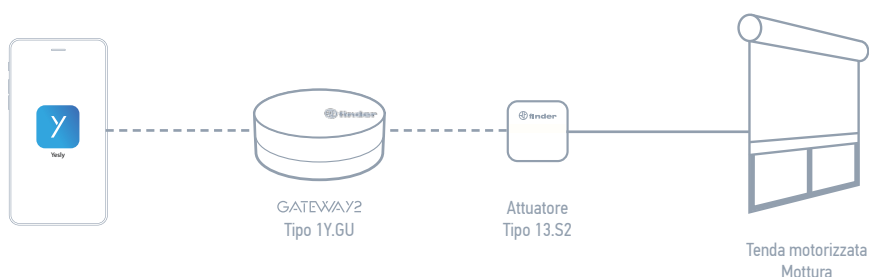 Y
Yesly
finder
finder
GATEWAY2
Tipo 1Y.GU
Attuatore
Tipo 13.S2
Tenda motorizzata
Mottura